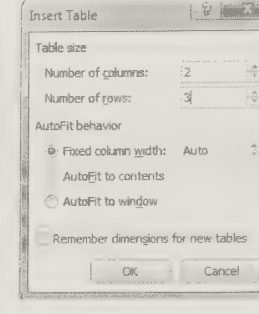 Insert Table
Table size
Number of columns: 2
Number of rows: 3
AutoFit behavior
Fixed column width: Auto
AutoFit to contents
AutoFit to window
Remember dimensions for new tables
OK Cancel